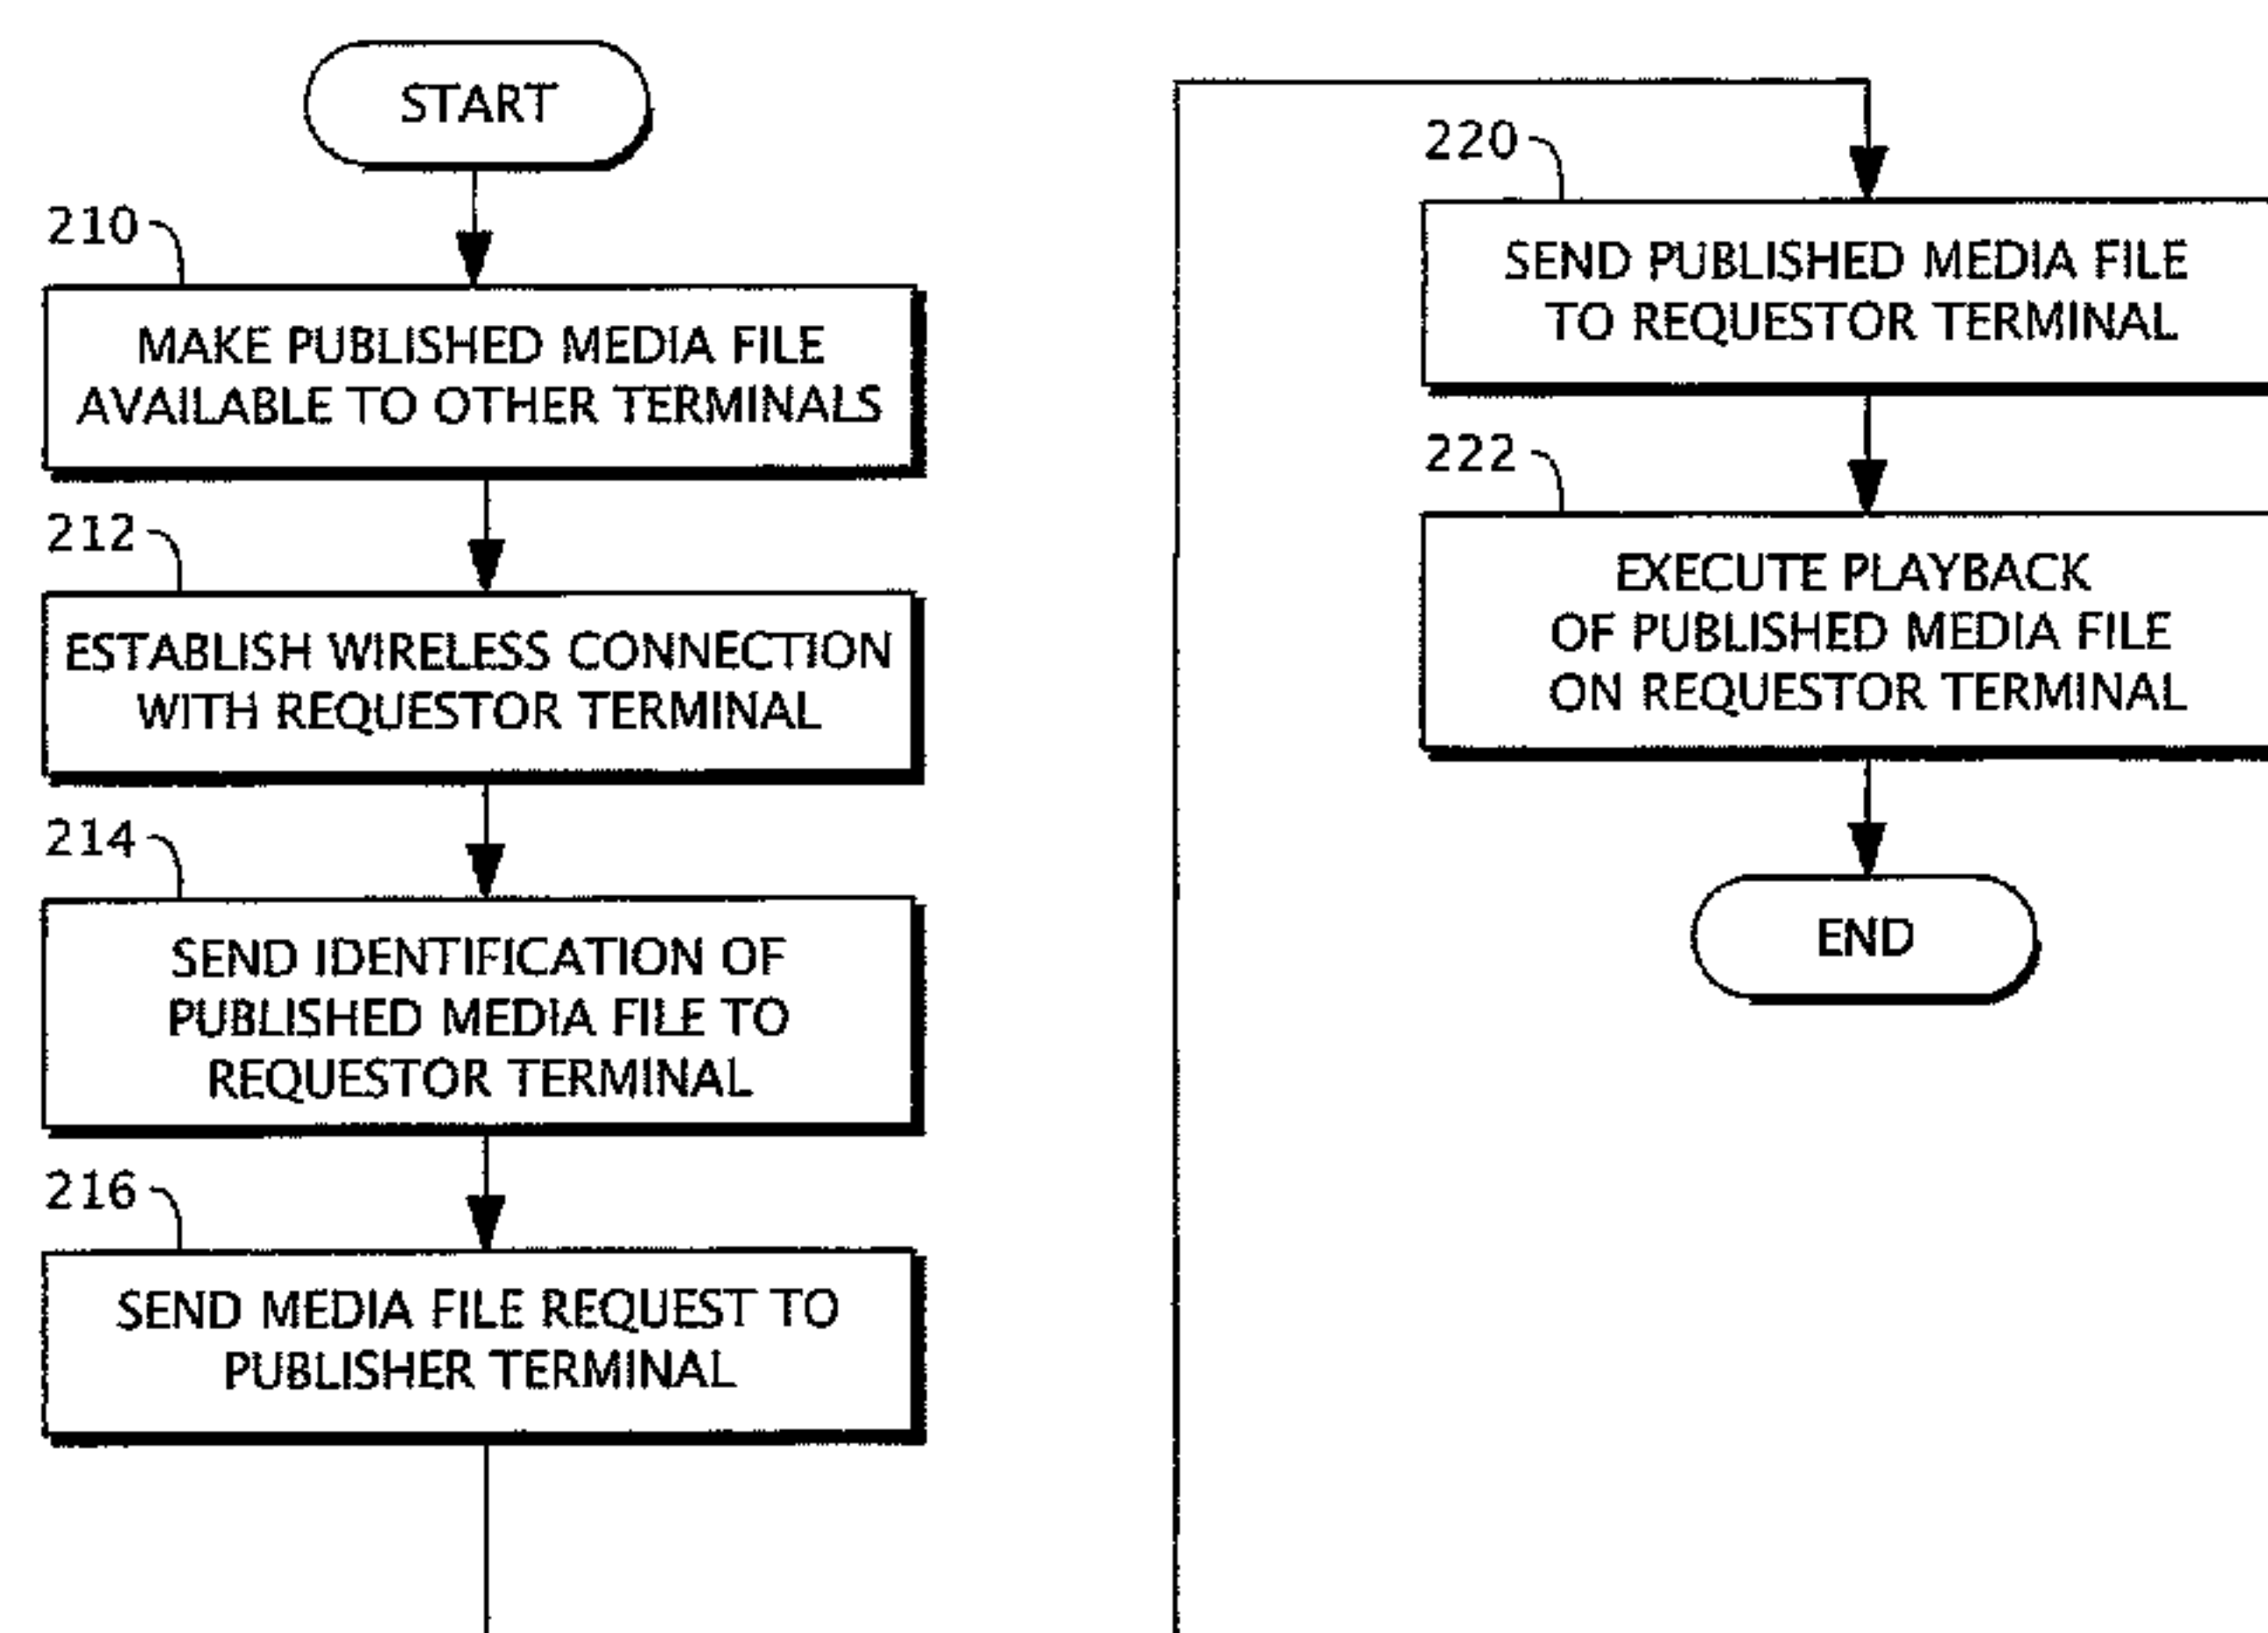 START
210
MAKE PUBLISHED MEDIA FILE
AVAILABLE TO OTHER TERMINALS
212
ESTABLISH WIRELESS CONNECTION
WITH REQUESTOR TERMINAL
214
SEND IDENTIFICATION OF
PUBLISHED MEDIA FILE TO
REQUESTOR TERMINAL
216
SEND MEDIA FILE REQUEST TO
PUBLISHER TERMINAL
220
SEND PUBLISHED MEDIA FILE
TO REQUESTOR TERMINAL
222
EXECUTE PLAYBACK
OF PUBLISHED MEDIA FILE
ON REQUESTOR TERMINAL
END